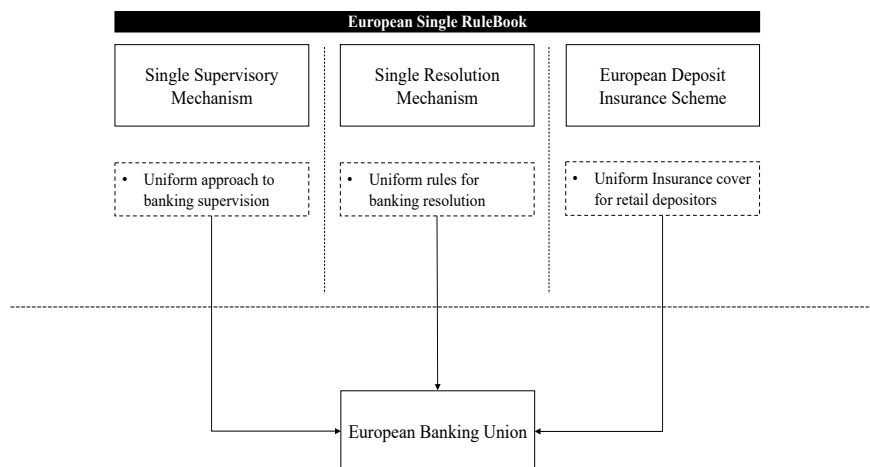 European Single RuleBook
Single Supervisory
Mechanism
Single Resolution
Mechanism
European Deposit
Insurance Scheme
• Uniform approach to
banking supervision
• Uniform rules for
banking resolution
• Uniform Insurance cover
for retail depositors
European Banking Union